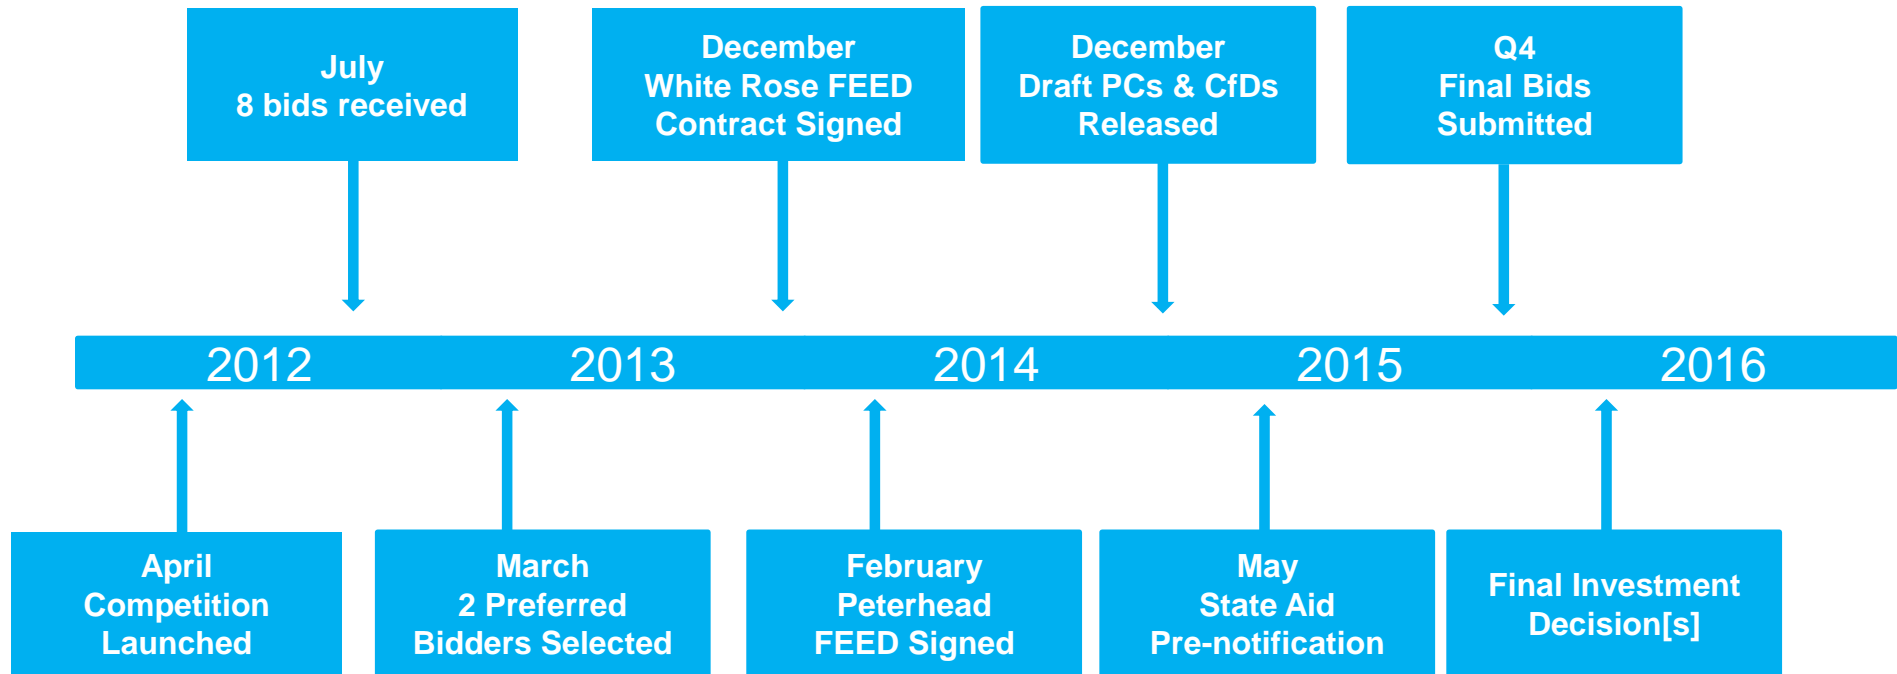 July
8 bids received
December
White Rose FEED
Contract Signed
December
Draft PCs & CfDs
Released
Q4
Final Bids
Submitted
2012
2013
2014
2015
2016
April
Competition
Launched
March
2 Preferred
Bidders Selected
February
Peterhead
FEED Signed
May
State Aid
Pre-notification
Final Investment
Decision[s]